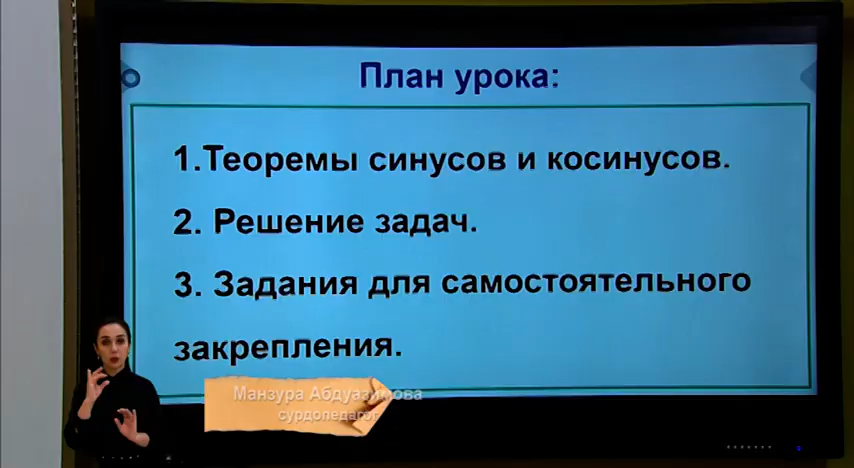 План урока:
1.Теоремы синусов и косинусов.
2. Решение задач.
3. Задания для самостоятельного
закрепления.
Манзура Абдуазимова
сурдопедагог